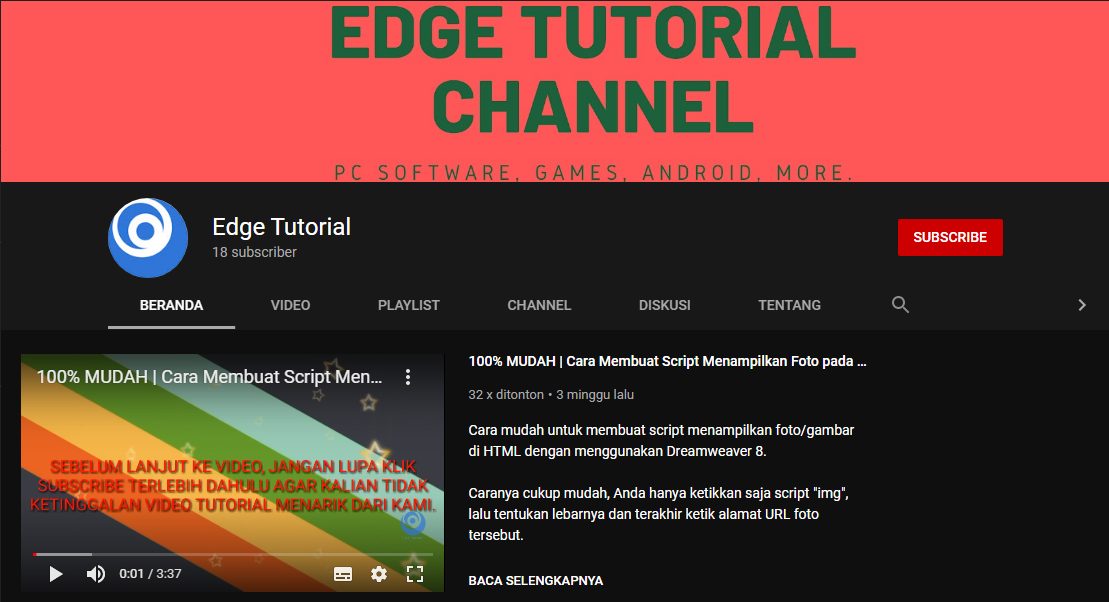 EDGE TUTORIAL
CHANNEL
PC SOFTWARE, GAMES, ANDROID, MORE.
Edge Tutorial
18 subscriber
SUBSCRIBE
BERANDA VIDEO PLAYLIST CHANNEL DISKUSI TENTANG
100% MUDAH | Cara Membuat Script Men...
SEBELUM LANJUT KE VIDEO, JANGAN LUPA KLIK
SUBSCRIBE TERLEBIH DAHULU AGAR KALIAN TIDAK
KETINGGALAN VIDEO TUTORIAL MENARIK DARI KAMI.
0:01 / 3:37
100% MUDAH | Cara Membuat Script Menampilkan Foto pada ...
32 x ditonton • 3 minggu lalu
Cara mudah untuk membuat script menampilkan foto/gambar
di HTML dengan menggunakan Dreamweaver 8.
Caranya cukup mudah, Anda hanya ketikkan saja script "img",
lalu tentukan lebarnya dan terakhir ketik alamat URL foto
tersebut.
BACA SELENGKAPNYA